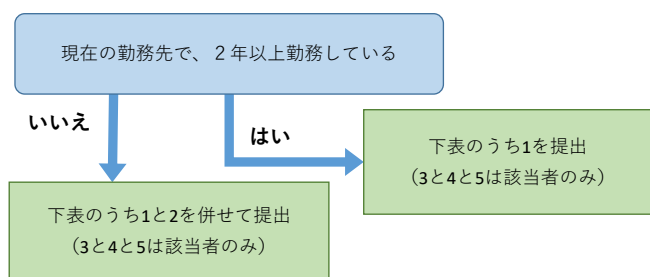 現在の勤務先で、２年以上勤務している
いいえ
はい
下表のうち1を提出
（3と4と5は該当者のみ）
下表のうち1と2を併せて提出
（3と4と5は該当者のみ）